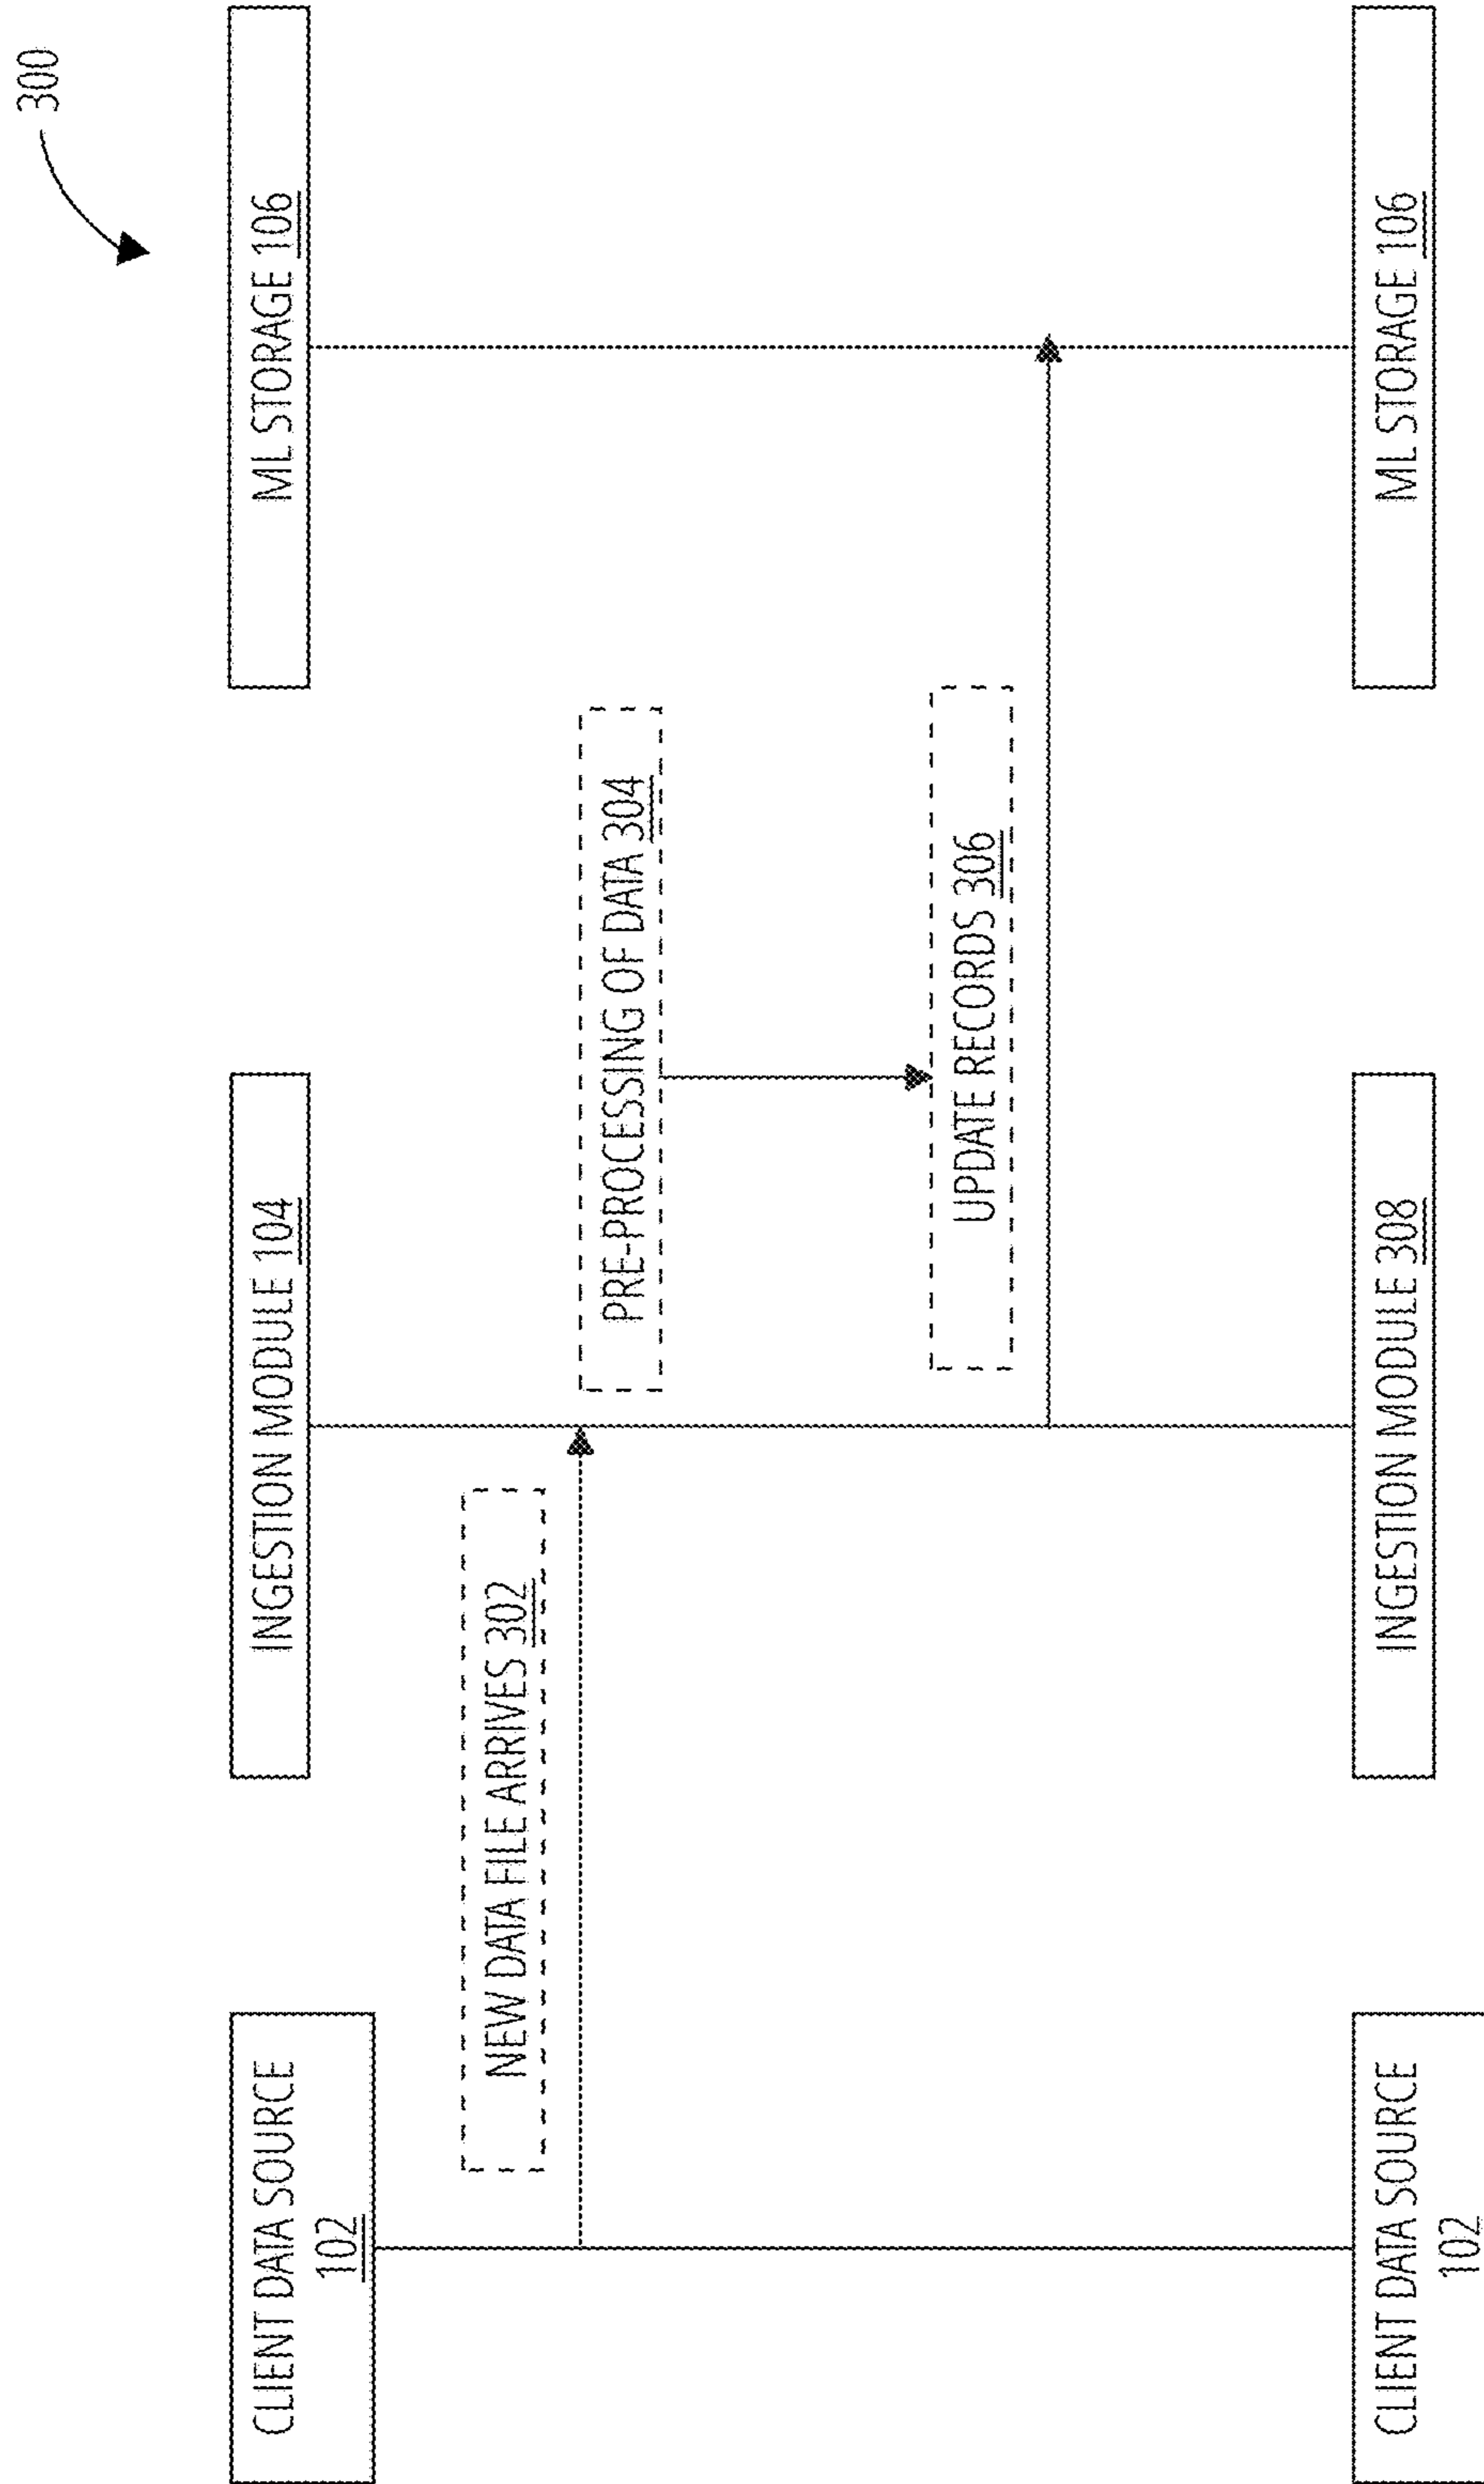 300
CLIENT DATA SOURCE
102
INGESTION MODULE 104
ML STORAGE 106
NEW DATA FILE ARRIVES 302
PRE-PROCESSING OF DATA 304
UPDATE RECORDS 306
CLIENT DATA SOURCE
102
INGESTION MODULE 308
ML STORAGE 106